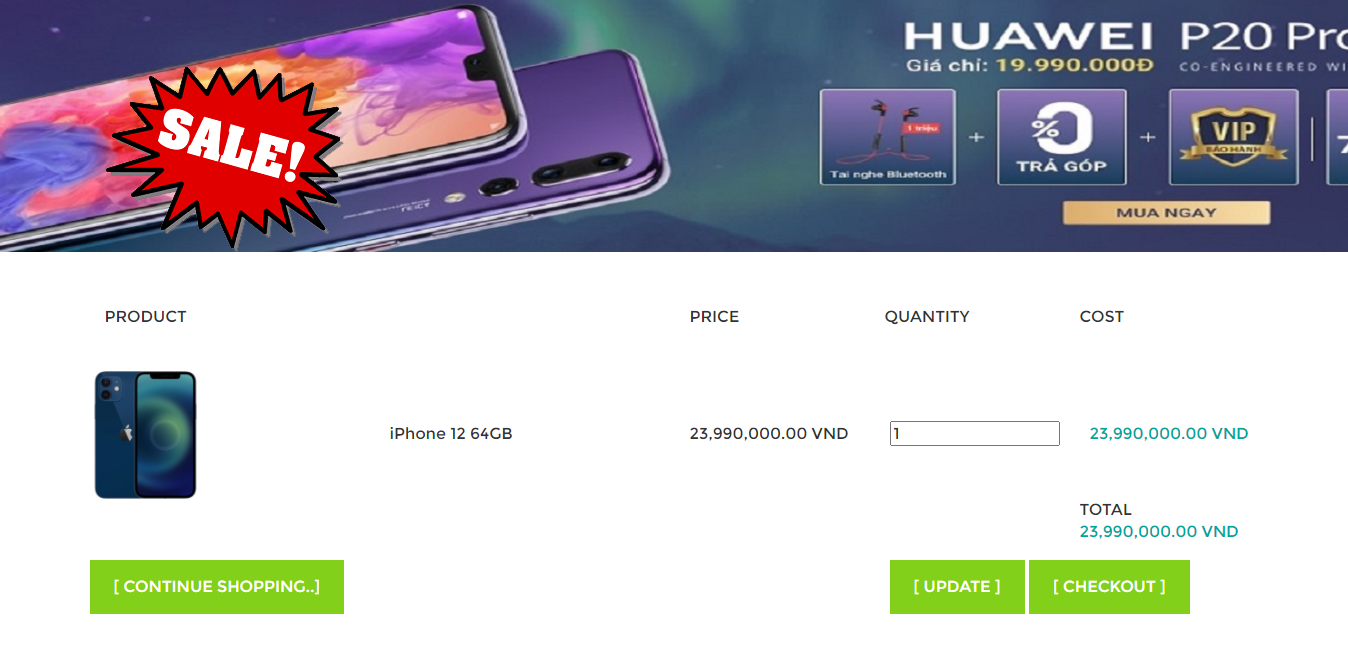 HUAWEI P20 Pro
Giá chỉ: 19.990.000Đ CO-ENGINEERED WI
SALE!
1 triệu
Tai nghe Bluetooth
+
0%
TRẢ GÓP
+
VIP
BẢO HÀNH
MUA NGAY
PRODUCT PRICE QUANTITY COST
iPhone 12 64GB 23,990,000.00 VND 1 23,990,000.00 VND
TOTAL
23,990,000.00 VND
[ CONTINUE SHOPPING..] [ UPDATE ] [ CHECKOUT ]